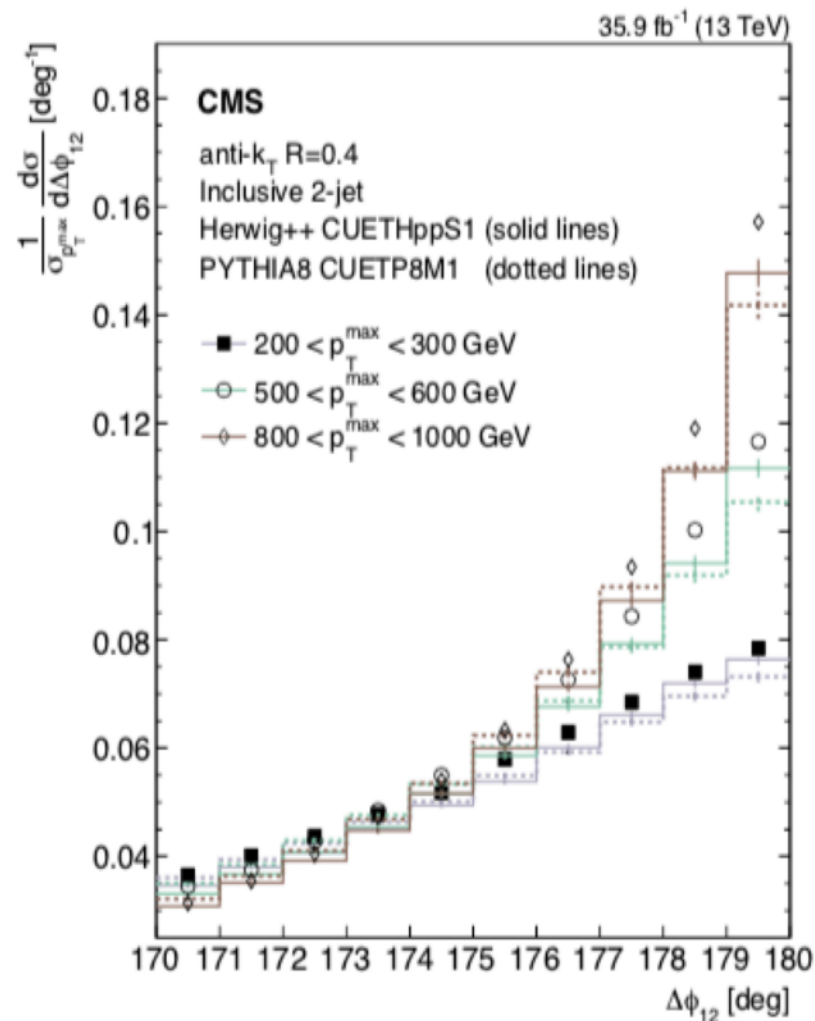 35.9 fb⁻¹ (13 TeV)
1/σ_{p_T^{max}} dσ/dΔϕ₁₂ [deg⁻¹]
CMS
anti-k_T R=0.4
Inclusive 2-jet
Herwig++ CUETHppS1 (solid lines)
PYTHIA8 CUETP8M1 (dotted lines)
200 < p_T^{max} < 300 GeV
500 < p_T^{max} < 600 GeV
800 < p_T^{max} < 1000 GeV
0.18
0.16
0.14
0.12
0.1
0.08
0.06
0.04
170 171 172 173 174 175 176 177 178 179 180
Δϕ₁₂ [deg]